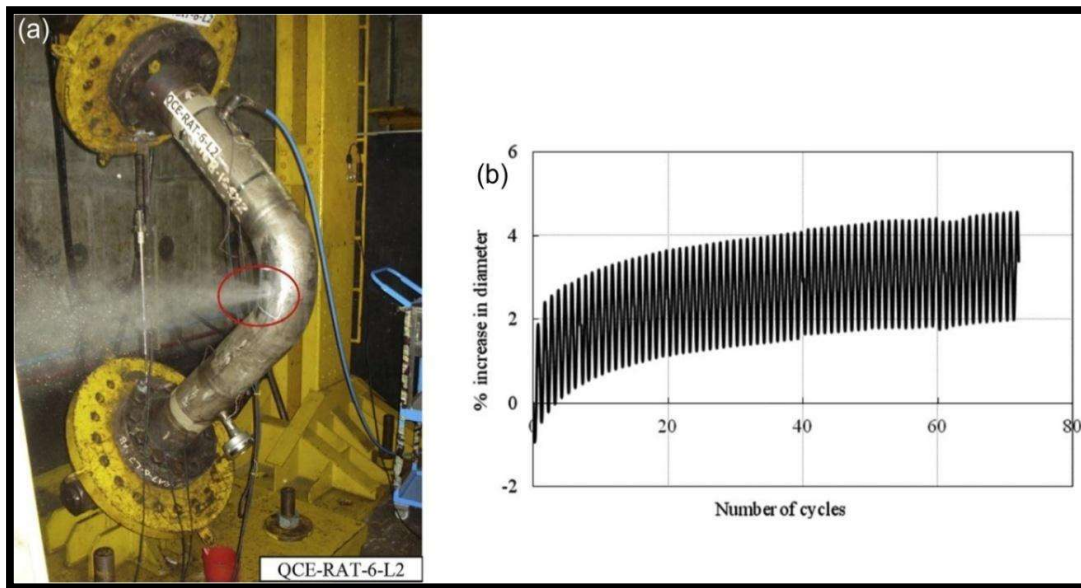 (a)
QCE-RAT-6-L2
QCE-RAT-6-L2
(b)
6
4
2
0
-2
20
40
60
80
% increase in diameter
Number of cycles